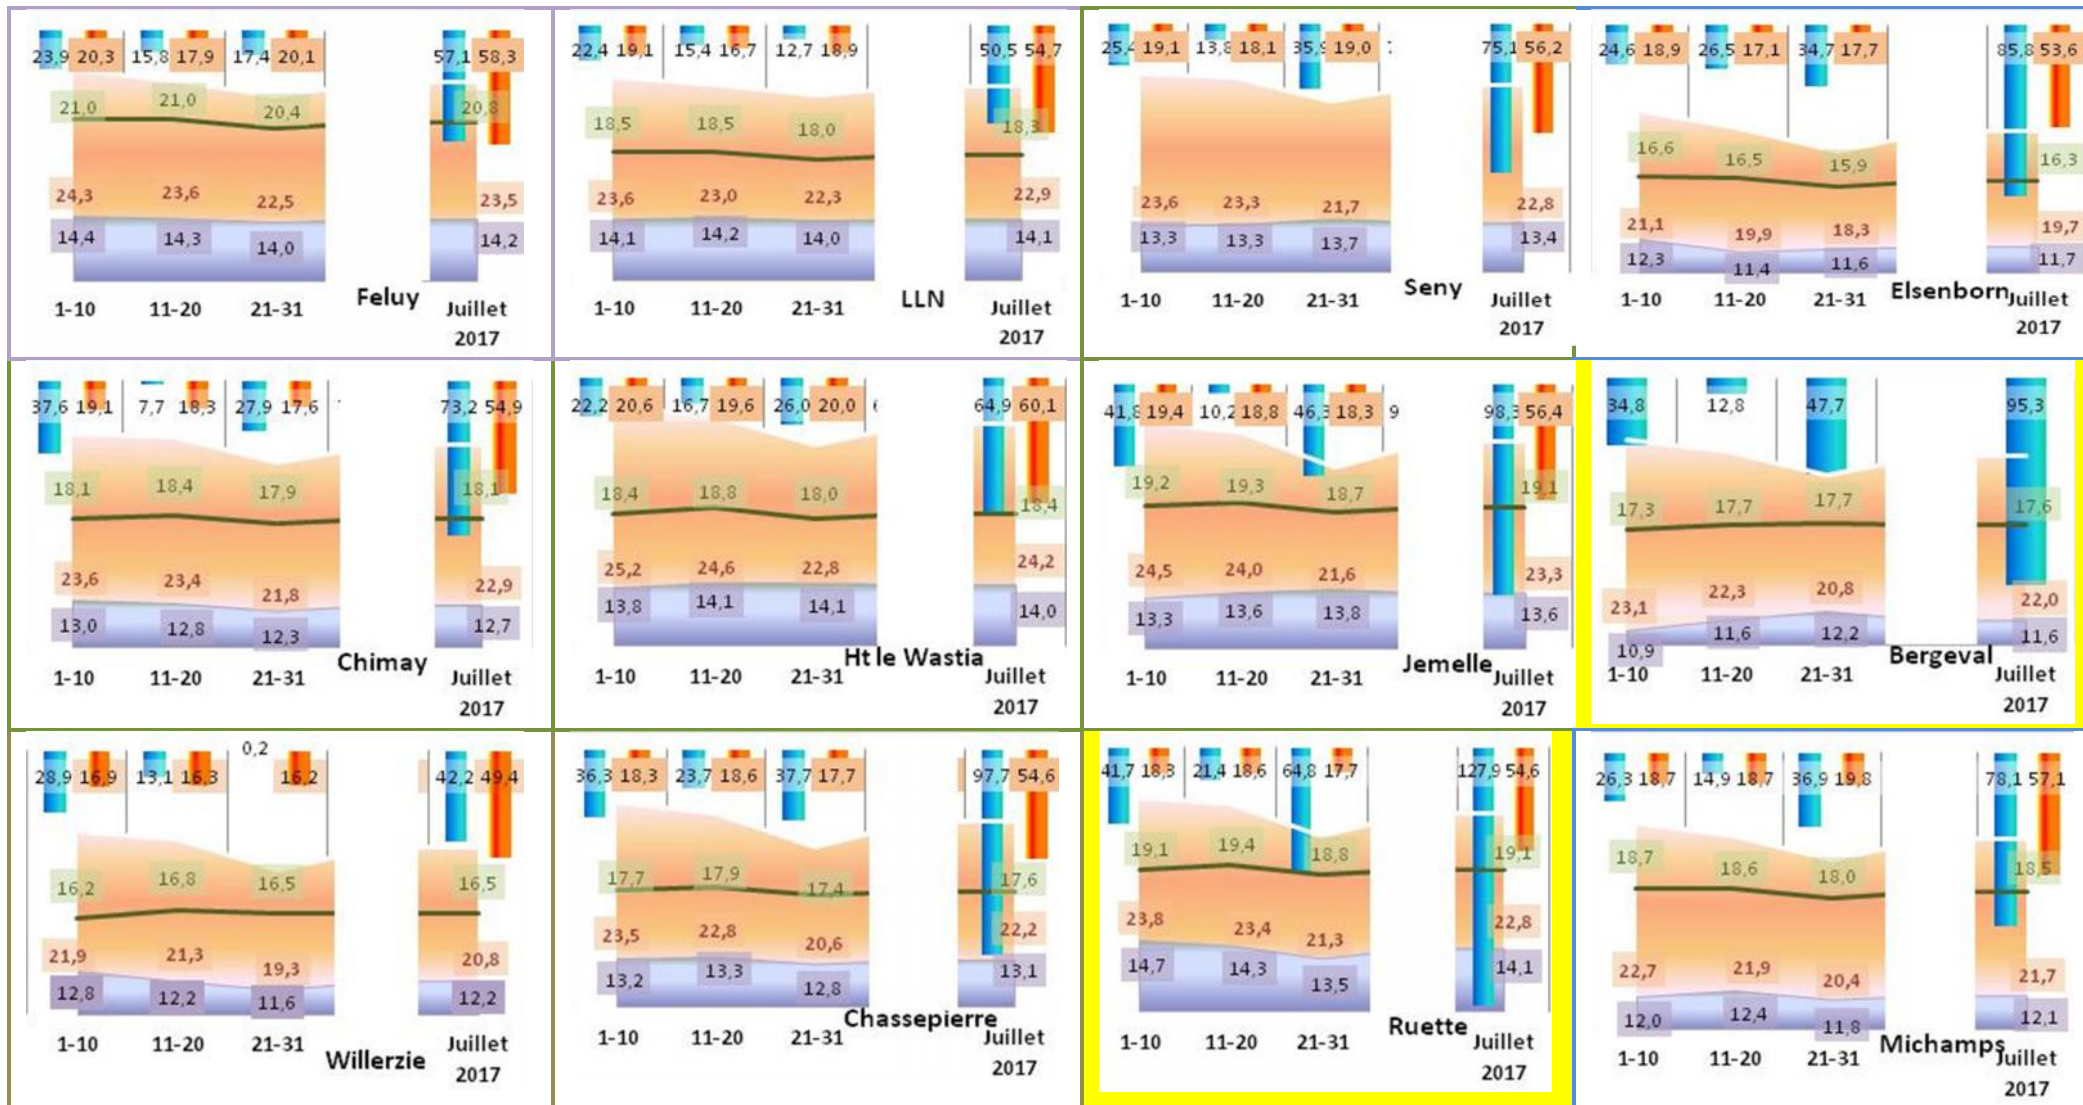 23,9 20,3 15,8 17,9 17,4 20,1 57,1 58,3
21,0 21,0 20,4 20,8
24,3 23,6 22,5 23,5
14,4 14,3 14,0 14,2
Feluy
1-10 11-20 21-31 Juillet
2017
22,4 19,1 15,4 16,7 12,7 18,9 50,5 54,7
18,5 18,5 18,0 18,3
23,6 23,0 22,3 22,9
14,1 14,2 14,0 14,1
LLN
1-10 11-20 21-31 Juillet
2017
25,4 19,1 13,8 18,1 35,9 19,0 75,1 56,2
23,6 23,3 21,7 22,8
13,3 13,3 13,7 13,4
Seny
1-10 11-20 21-31 Juillet
2017
24,6 18,9 26,5 17,1 34,7 17,7 85,8 53,6
16,6 16,5 15,9 16,3
21,1 19,9 18,3 19,7
12,3 11,4 11,6 11,7
Elsenborn
1-10 11-20 21-31 Juillet
2017
37,6 19,1 7,7 18,3 27,9 17,6 73,2 54,9
18,1 18,4 17,9 18,1
23,6 23,4 21,8 22,9
13,0 12,8 12,3 12,7
Chimay
1-10 11-20 21-31 Juillet
2017
22,2 20,6 16,7 19,6 26,0 20,0 64,9 60,1
18,4 18,8 18,0 18,4
25,2 24,6 22,8 24,2
13,8 14,1 14,1 14,0
Ht le Wastia
1-10 11-20 21-31 Juillet
2017
41,8 19,4 10,2 18,8 46,3 18,3 9 98,3 56,4
19,2 19,3 18,7 19,1
24,5 24,0 21,6 23,3
13,3 13,6 13,8 13,6
Jemelle
1-10 11-20 21-31 Juillet
2017
34,8 12,8 47,7 95,3
17,3 17,7 17,7 17,6
23,1 22,3 20,8 22,0
10,9 11,6 12,2 11,6
Bergeval
1-10 11-20 21-31 Juillet
2017
0,2
28,9 16,9 13,1 16,3 16,2 42,2 49,4
16,2 16,8 16,5 16,5
21,9 21,3 19,3 20,8
12,8 12,2 11,6 12,2
Willerzie
1-10 11-20 21-31 Juillet
2017
36,3 18,3 23,7 18,6 37,7 17,7 97,7 54,6
17,7 17,9 17,4 17,6
23,5 22,8 20,6 22,2
13,2 13,3 12,8 13,1
Chassepierre
1-10 11-20 21-31 Juillet
2017
41,7 18,3 21,4 18,6 64,8 17,7 127,9 54,6
19,1 19,4 18,8 19,1
23,8 23,4 21,3 22,8
14,7 14,3 13,5 14,1
Ruette
1-10 11-20 21-31 Juillet
2017
26,3 18,7 14,9 18,7 36,9 19,8 78,1 57,1
18,7 18,6 18,0 18,5
22,7 21,9 20,4 21,7
12,0 12,4 11,8 12,1
Michamps
1-10 11-20 21-31 Juillet
2017